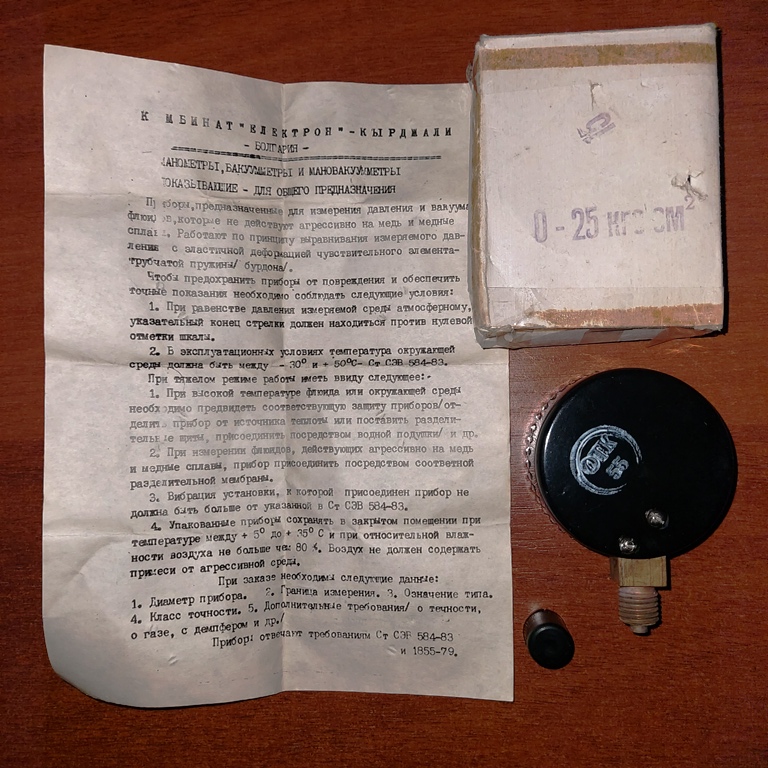 К МБИНАТ "ЕЛЕКТРОН"-КЫРДЖАЛИ
- БОЛГАРИЯ -
МАНОМЕТРЫ,ВАКУУМЕТРЫ И МАНОВАКУУМЕТРЫ
ПОКАЗЫВАЮЩИЕ - ДЛЯ ОБЩЕГО ПРЕДНАЗНАЧЕНИЯ
Приборы,предназначенные для измерения давления и вакуума
флюидов,которые не действуют агрессивно на медь и медные
сплавы. Работают по принципу выравнивания измеряемого дав-
ления с эластичной деформацией чувствительного элемента-
трубчатой пружины/ бурдона/.
Чтобы предохранить приборы от повреждения и обеспечить
точные показания необходимо соблюдать следующие условия:
1. При равенстве давления измеряемой среды атмосферному,
указательный конец стрелки должен находиться против нулевой
отметки шкалы.
2. Б эксплуатационных условиях температура окружающей
среды должна быть между - 30° и + 50°С- Ст СЭВ 584-83.
При тяжелом режиме работы иметь ввиду следующее:-
1. При высокой температуре флюида или окружающей среды
необходимо предвидеть соответствующую защиту приборов/от-
делить прибор от источника теплоты или поставить раздели-
тельные щиты, присоединить посредством водной подушки/ и др.
2. При измерении флюидов, действующих агрессивно на медь
и медные сплавы, прибор присоединить посредством соответной
разделительной мембраны.
3. Вибрация установки, к которой присоединен прибор не
должна быть больше от указанной в Ст СЭВ 584-83.
4. Упакованные приборы сохранять в закрытом помещении при
температуре между + 5° до + 35° С и при относительной влаж-
ности воздуха не больше чем 80 %. Воздух не должен содержать
примеси от агрессивной среды.
При заказе необходимы следующие данные:
1. Диаметр прибора. 2. Граница измерения. 3. Означение типа.
4. Класс точности. 5. Дополнительные требования/ о течности,
о газе, с демпфером и др./
Приборы отвечают требованиям Ст СЭВ 584-83
и 1855-79.
0-25 кгс см²
ОТК
55